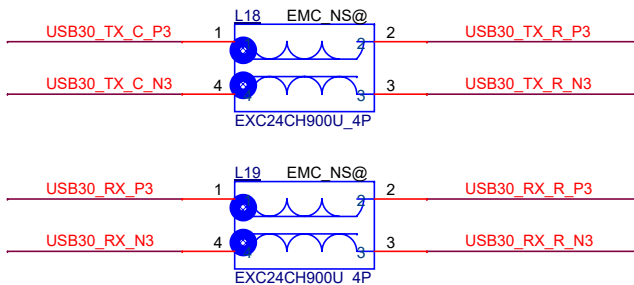 L18 EMC_NS@
USB30_TX_C_P3 1 2 2 USB30_TX_R_P3
USB30_TX_C_N3 4 3 3 USB30_TX_R_N3
EXC24CH900U_4P
L19 EMC_NS@
USB30_RX_P3 1 2 2 USB30_RX_R_P3
USB30_RX_N3 4 3 3 USB30_RX_R_N3
EXC24CH900U_4P